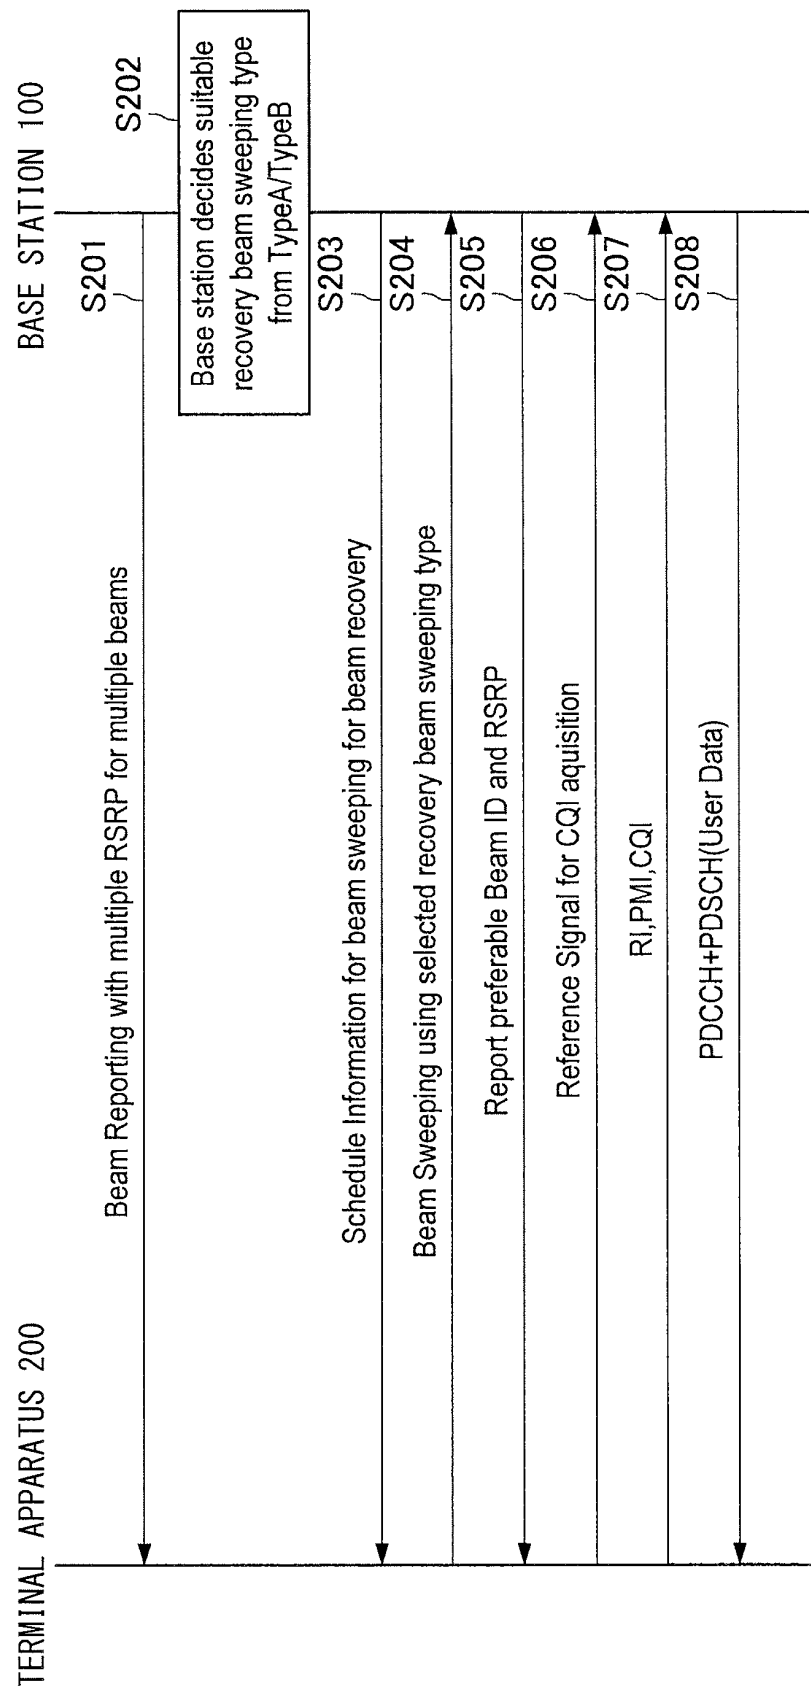 TERMINAL APPARATUS 200
BASE STATION 100
S201
Beam Reporting with multiple RSRP for multiple beams
S202
Base station decides suitable
recovery beam sweeping type
from TypeA/TypeB
S203
Schedule Information for beam sweeping for beam recovery
S204
Beam Sweeping using selected recovery beam sweeping type
S205
Report preferable Beam ID and RSRP
S206
Reference Signal for CQI aquisition
S207
RI,PMI,CQI
S208
PDCCH+PDSCH(User Data)